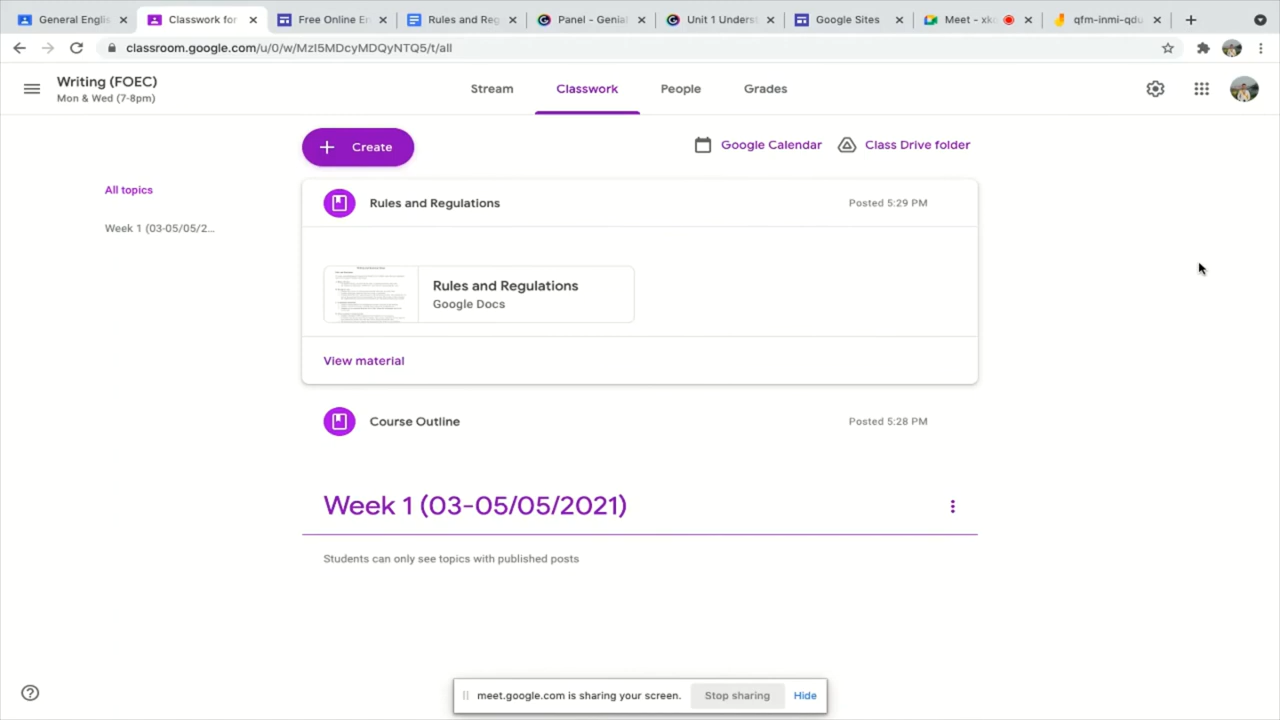 General Englis
Classwork for
Free Online En
Rules and Reg
Panel - Genial
Unit 1 Unders
Google Sites
Meet - xk
qfm-inmi-qdu
classroom.google.com/u/0/w/MzI5MDcyMDQyNTQ5/t/all
Writing (FOEC)
Mon & Wed (7-8pm)
Stream
Classwork
People
Grades
Create
Google Calendar
Class Drive folder
All topics
Week 1 (03-05/05/2...
Rules and Regulations
Posted 5:29 PM
Rules and Regulations
Google Docs
View material
Course Outline
Posted 5:28 PM
Week 1 (03-05/05/2021)
Students can only see topics with published posts
meet.google.com is sharing your screen.
Stop sharing
Hide